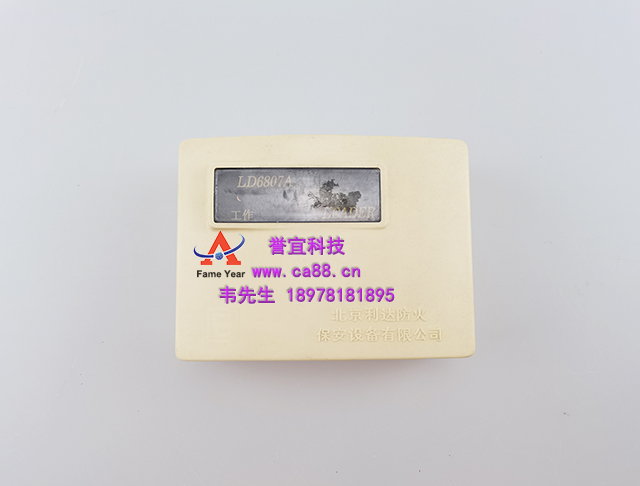 LD6807A
工作
LEADER
誉宜科技
Fame Year
www.ca88.cn
韦先生 18978181895
北京利达防火
保安设备有限公司